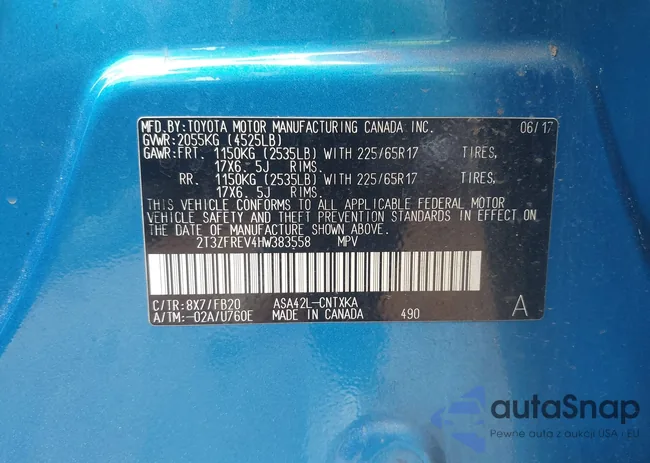 MFD.BY:TOYOTA MOTOR MANUFACTURING CANADA INC. 06/17
GVWR:2055KG (4525LB)
GAWR:FRT. 1150KG (2535LB) WITH 225/65R17 TIRES,
17X6. 5J RIMS.
RR. 1150KG (2535LB) WITH 225/65R17 TIRES,
17X6. 5J RIMS.
THIS VEHICLE CONFORMS TO ALL APPLICABLE FEDERAL MOTOR
VEHICLE SAFETY AND THEFT PREVENTION STANDARDS IN EFFECT ON
THE DATE OF MANUFACTURE SHOWN ABOVE.
2T3ZFREV4HW383558 MPV
C/TR:8X7/FB20 ASA42L-CNTXKA
A/TM:-02A/U760E MADE IN CANADA 490 A
autaSnap
Pewne auta z aukcji USA i EU